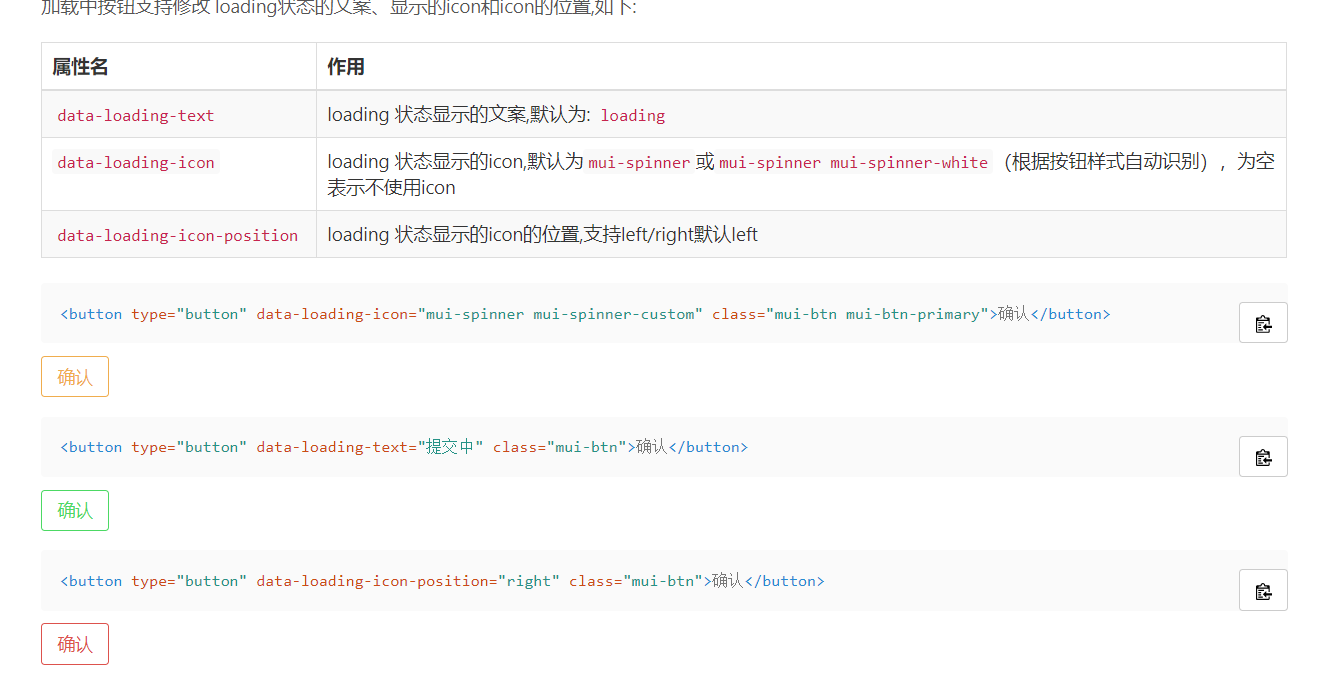 加载中按钮支持修改 loading状态的文案、显示的icon和icon的位置,如下:
属性名 作用
data-loading-text loading 状态显示的文案,默认为: loading
data-loading-icon loading 状态显示的icon,默认为 mui-spinner 或 mui-spinner mui-spinner-white （根据按钮样式自动识别），为空
表示不使用icon
data-loading-icon-position loading 状态显示的icon的位置,支持left/right默认left
<button type="button" data-loading-icon="mui-spinner mui-spinner-custom" class="mui-btn mui-btn-primary">确认</button>
确认
<button type="button" data-loading-text="提交中" class="mui-btn">确认</button>
确认
<button type="button" data-loading-icon-position="right" class="mui-btn">确认</button>
确认